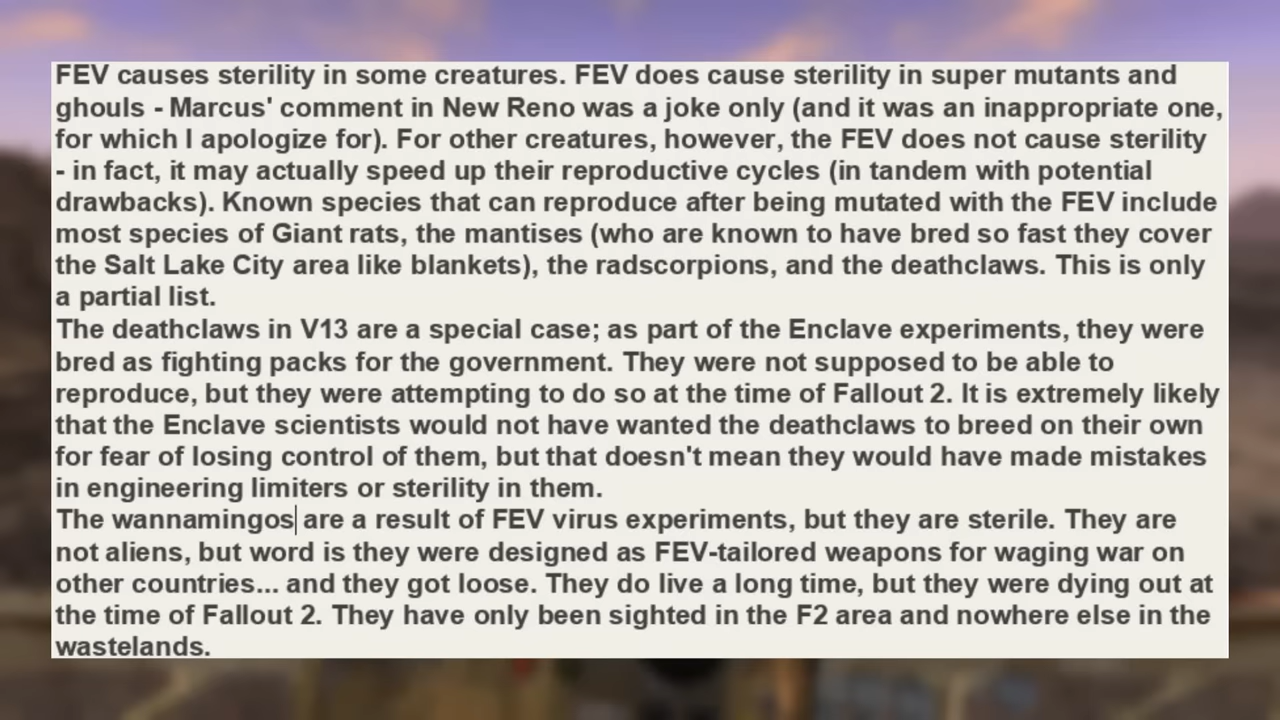 FEV causes sterility in some creatures. FEV does cause sterility in super mutants and
ghouls - Marcus' comment in New Reno was a joke only (and it was an inappropriate one,
for which I apologize for). For other creatures, however, the FEV does not cause sterility
- in fact, it may actually speed up their reproductive cycles (in tandem with potential
drawbacks). Known species that can reproduce after being mutated with the FEV include
most species of Giant rats, the mantises (who are known to have bred so fast they cover
the Salt Lake City area like blankets), the radscorpions, and the deathclaws. This is only
a partial list.
The deathclaws in V13 are a special case; as part of the Enclave experiments, they were
bred as fighting packs for the government. They were not supposed to be able to
reproduce, but they were attempting to do so at the time of Fallout 2. It is extremely likely
that the Enclave scientists would not have wanted the deathclaws to breed on their own
for fear of losing control of them, but that doesn't mean they would have made mistakes
in engineering limiters or sterility in them.
The wannamingos are a result of FEV virus experiments, but they are sterile. They are
not aliens, but word is they were designed as FEV-tailored weapons for waging war on
other countries... and they got loose. They do live a long time, but they were dying out at
the time of Fallout 2. They have only been sighted in the F2 area and nowhere else in the
wastelands.